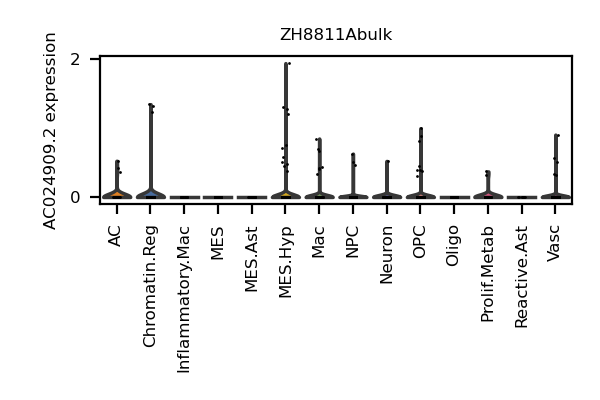 ZH8811Abulk
AC024909.2 expression
2
0
AC
Chromatin.Reg
Inflammatory.Mac
MES
MES.Ast
MES.Hyp
Mac
NPC
Neuron
OPC
Oligo
Prolif.Metab
Reactive.Ast
Vasc